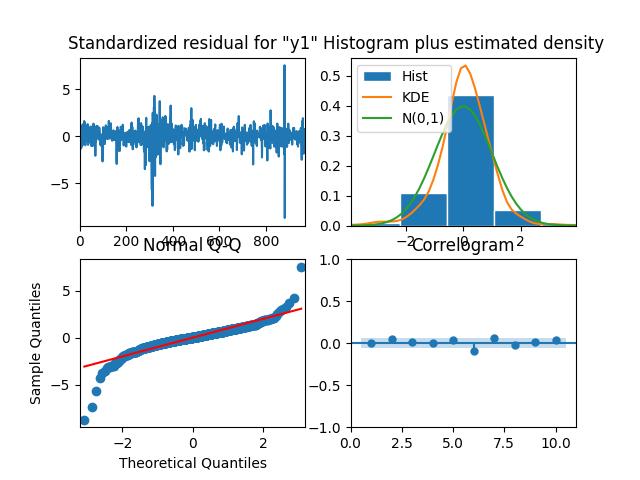 Standardized residual for "y1"
Histogram plus estimated density
5
0
−5
0 200 400 600 800
0.5
0.4
0.3
0.2
0.1
0.0
Hist
KDE
N(0,1)
−2 0 2
Normal Q-Q
Sample Quantiles
5
0
−5
−2 0 2
Theoretical Quantiles
Correlogram
1.0
0.5
0.0
−0.5
−1.0
0.0 2.5 5.0 7.5 10.0